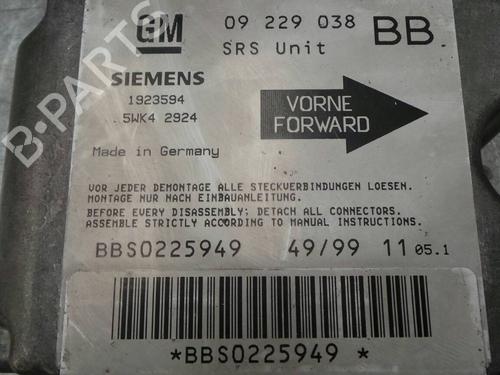 GM 09 229 038 BB
SRS Unit
SIEMENS
1923594
5WK4 2924
VORNE
FORWARD
Made in Germany
VOR JEDER DEMONTAGE ALLE STECKVERBINDUNGEN LOESEN.
MONTAGE NUR NACH EINBAUANLEITUNG.
BEFORE EVERY DISASSEMBLY; DETACH ALL CONNECTORS.
ASSEMBLE STRICTLY ACCORDING TO MANUAL INSTRUCTIONS.
BBS0225949 49/99 11 05.1
*BBS0225949 *
B-PARTS